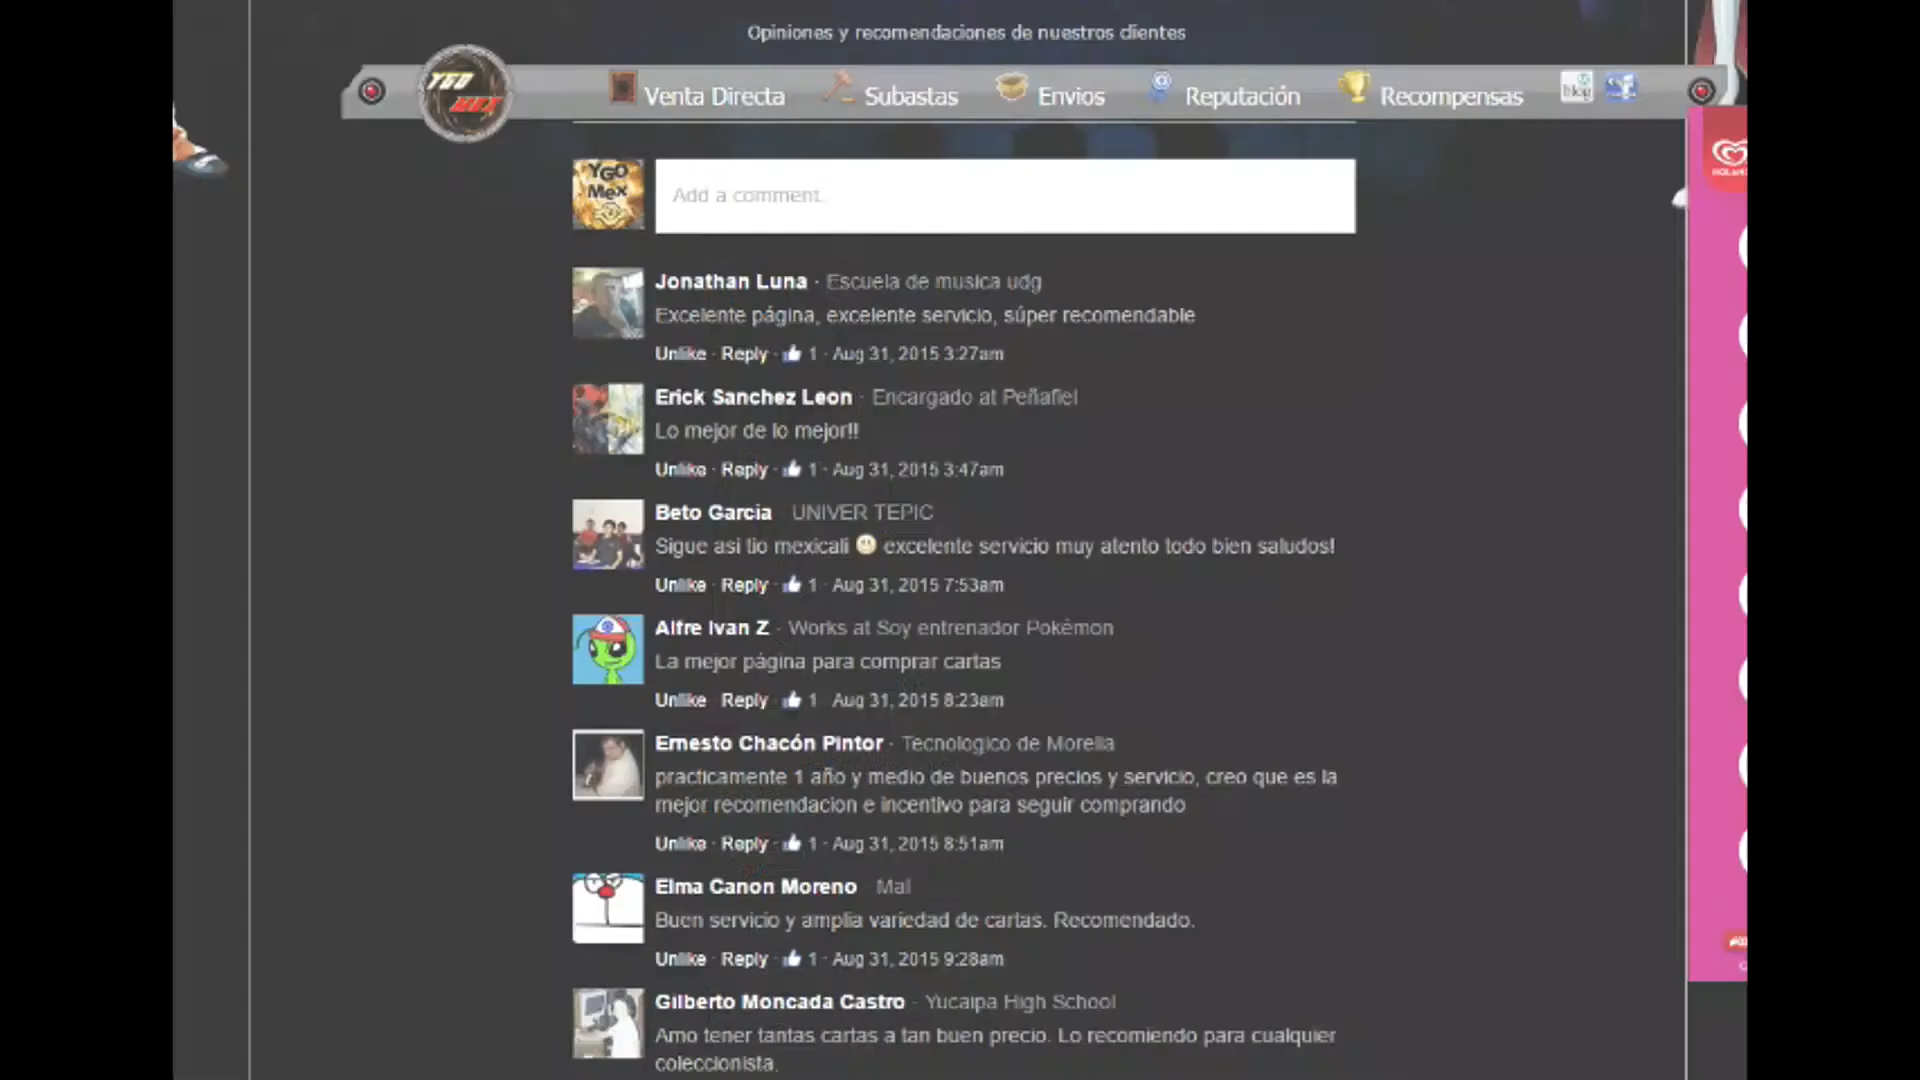 Opiniones y recomendaciones de nuestros clientes
YGO MEX
Venta Directa Subastas Envios Reputación Recompensas blog
YGO Mex
Add a comment.
HOLANDA
Jonathan Luna · Escuela de musica udg
Excelente página, excelente servicio, súper recomendable
Unlike · Reply · 1 · Aug 31, 2015 3:27am
Erick Sanchez Leon · Encargado at Peñafiel
Lo mejor de lo mejor!!
Unlike · Reply · 1 · Aug 31, 2015 3:47am
Beto Garcia UNIVER TEPIC
Sigue asi tio mexicali excelente servicio muy atento todo bien saludos!
Unlike · Reply · 1 · Aug 31, 2015 7:53am
Alfre Ivan Z · Works at Soy entrenador Pokémon
La mejor página para comprar cartas
Unlike Reply · 1 Aug 31, 2015 8:23am
Ernesto Chacón Pintor · Tecnologico de Morelia
practicamente 1 año y medio de buenos precios y servicio, creo que es la
mejor recomendacion e incentivo para seguir comprando
Unlike · Reply · 1 · Aug 31, 2015 8:51am
Elma Canon Moreno Mal
Buen servicio y amplia variedad de cartas. Recomendado.
Unlike · Reply · 1 · Aug 31, 2015 9:28am
Gilberto Moncada Castro · Yucaipa High School
Amo tener tantas cartas a tan buen precio. Lo recomiendo para cualquier
coleccionista.